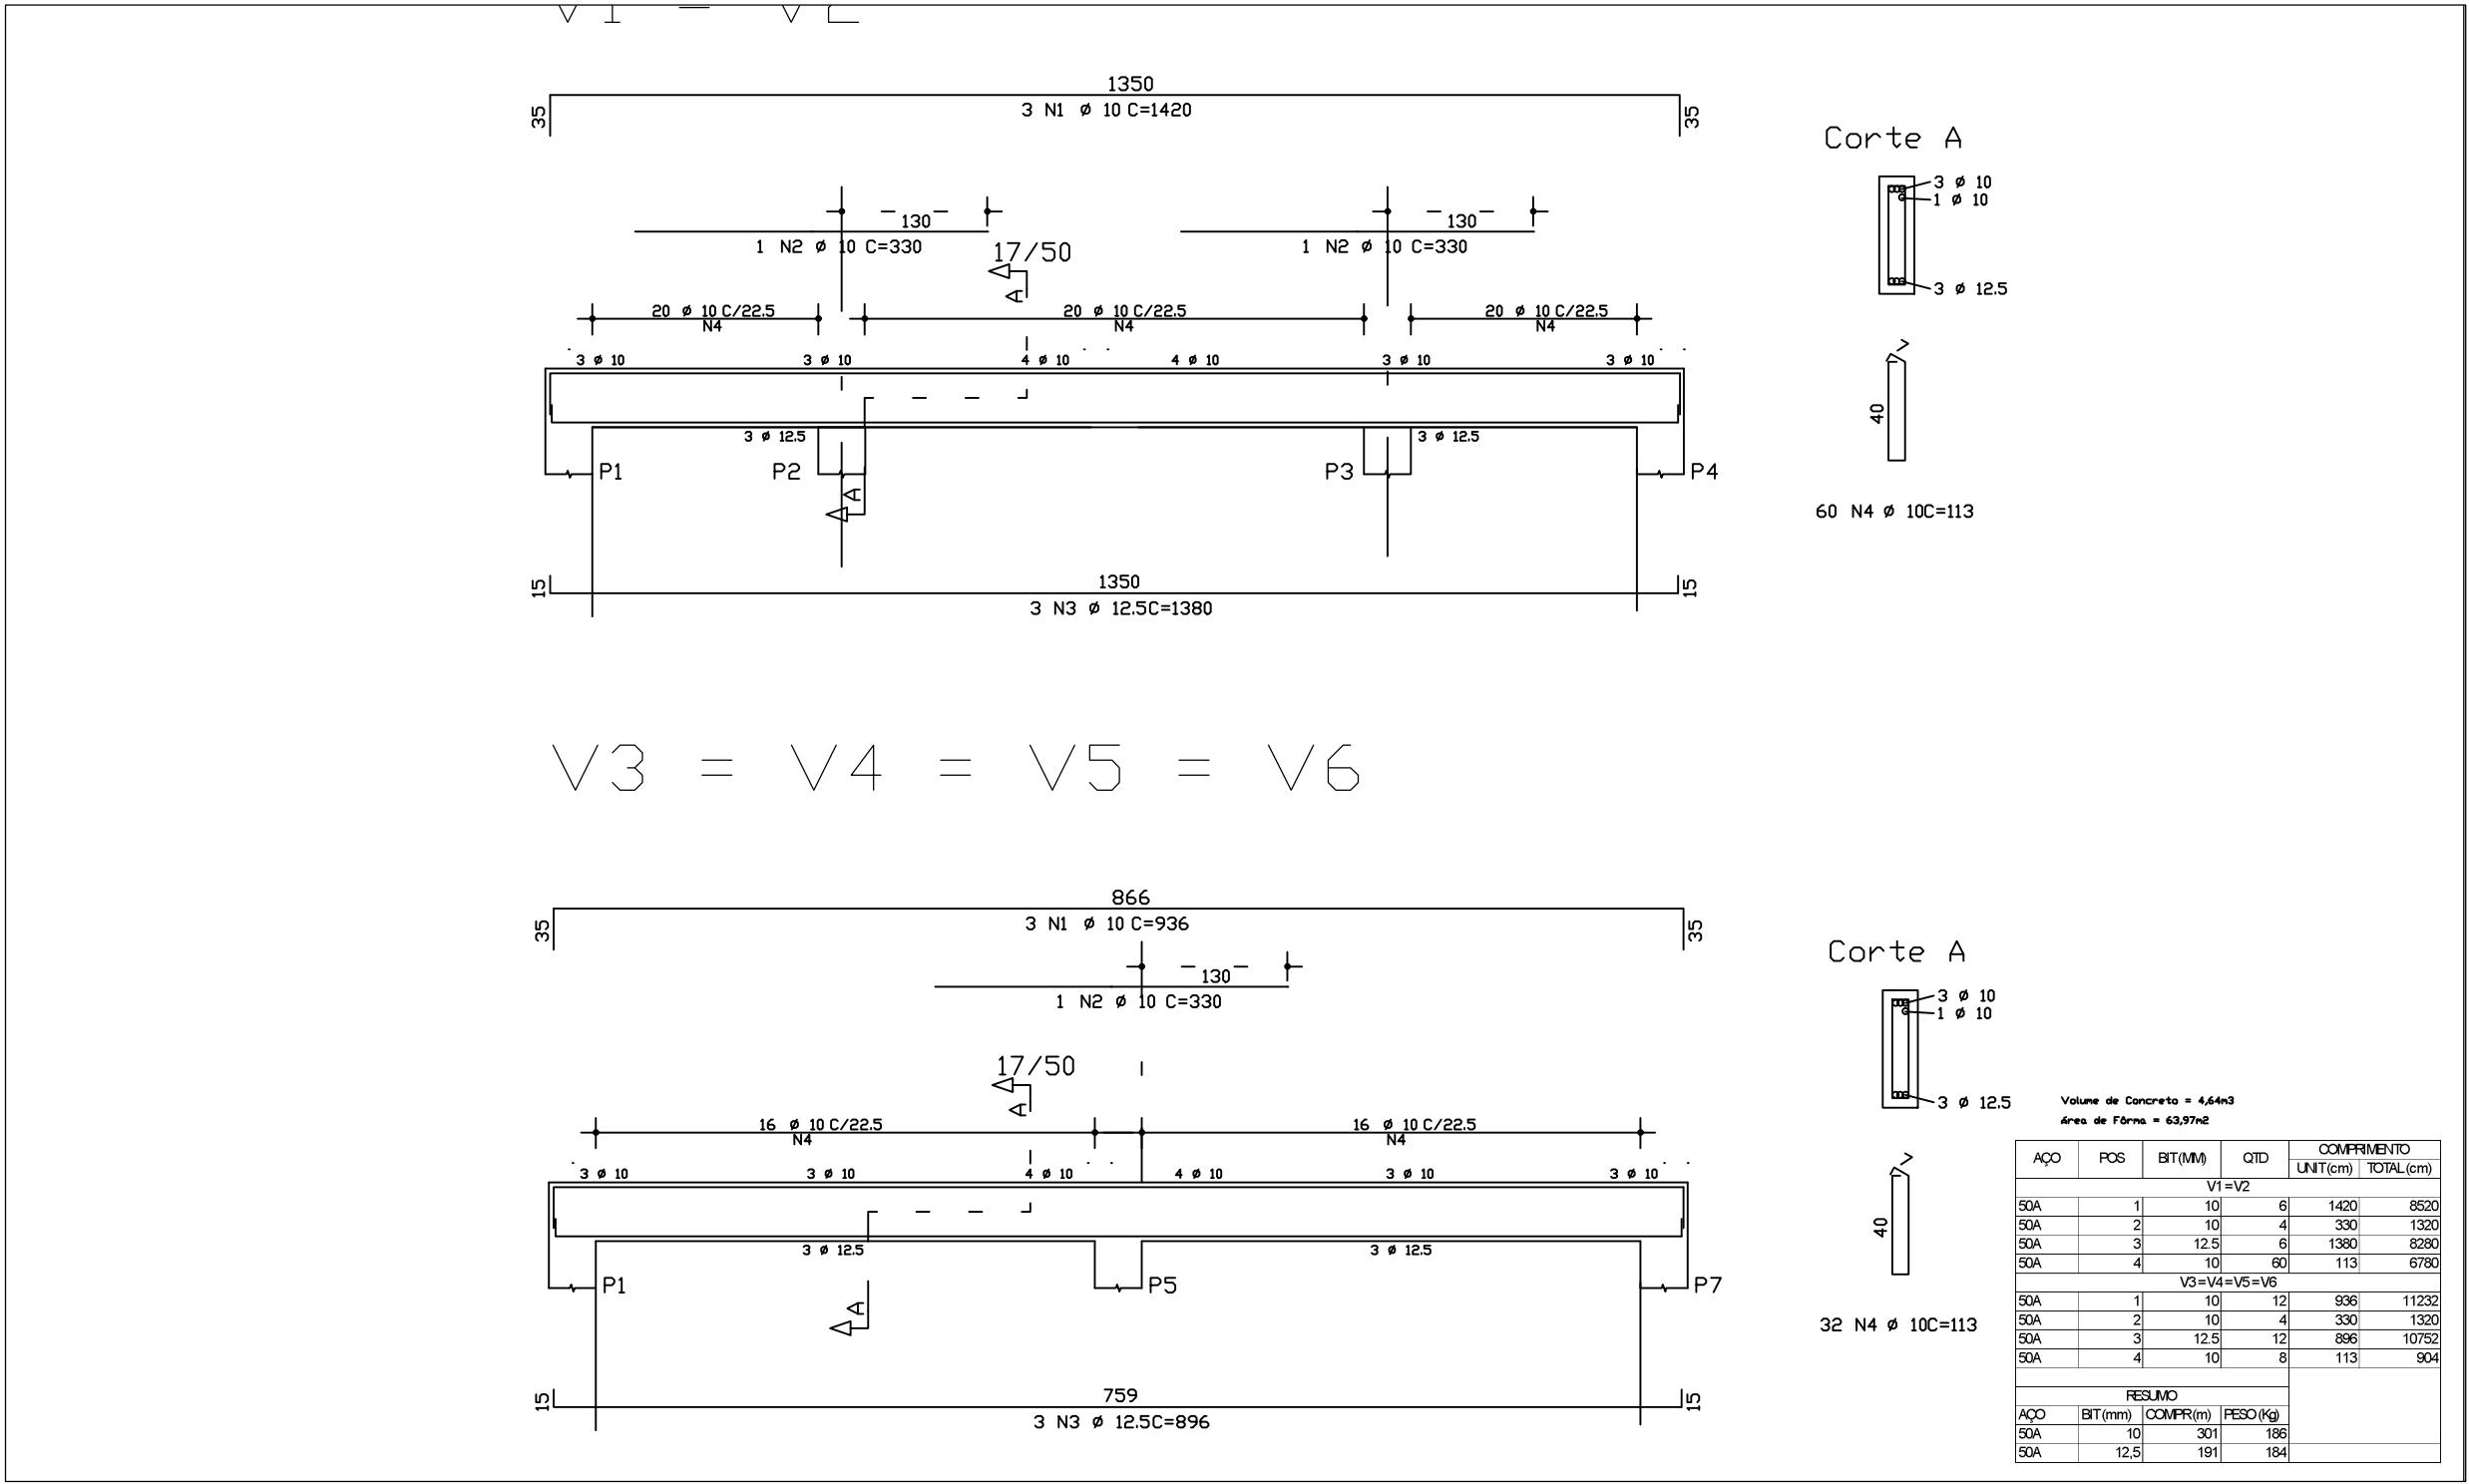 V1 = V2
1350
35
3 N1 ø 10 C=1420
35
Corte A
3 ø 10
1 ø 10
3 ø 12.5
130
1 N2 ø 10 C=330
130
1 N2 ø 10 C=330
17/50
A
20 ø 10 C/22.5
N4
20 ø 10 C/22.5
N4
20 ø 10 C/22.5
N4
3 ø 10
3 ø 10
4 ø 10
4 ø 10
3 ø 10
3 ø 10
3 ø 12.5
3 ø 12.5
P1
P2
P3
P4
A
40
60 N4 ø 10C=113
1350
15
3 N3 ø 12.5C=1380
15
V3 = V4 = V5 = V6
866
35
3 N1 ø 10 C=936
35
Corte A
3 ø 10
1 ø 10
3 ø 12.5
130
1 N2 ø 10 C=330
17/50
A
16 ø 10 C/22.5
N4
16 ø 10 C/22.5
N4
3 ø 10
3 ø 10
4 ø 10
4 ø 10
3 ø 10
3 ø 10
3 ø 12.5
3 ø 12.5
P1
P5
P7
A
40
32 N4 ø 10C=113
759
15
3 N3 ø 12.5C=896
15
Volume de Concreto = 4,64m3
Área de Fôrma = 63,97m2
AÇO POS BIT(MM) QTD COMPRIMENTO
UNIT(cm) TOTAL(cm)
V1=V2
50A 1 10 6 1420 8520
50A 2 10 4 330 1320
50A 3 12.5 6 1380 8280
50A 4 10 60 113 6780
V3=V4=V5=V6
50A 1 10 12 936 11232
50A 2 10 4 330 1320
50A 3 12.5 12 896 10752
50A 4 10 8 113 904
RESUMO
AÇO BIT(mm) COMPR(m) PESO(Kg)
50A 10 301 186
50A 12,5 191 184